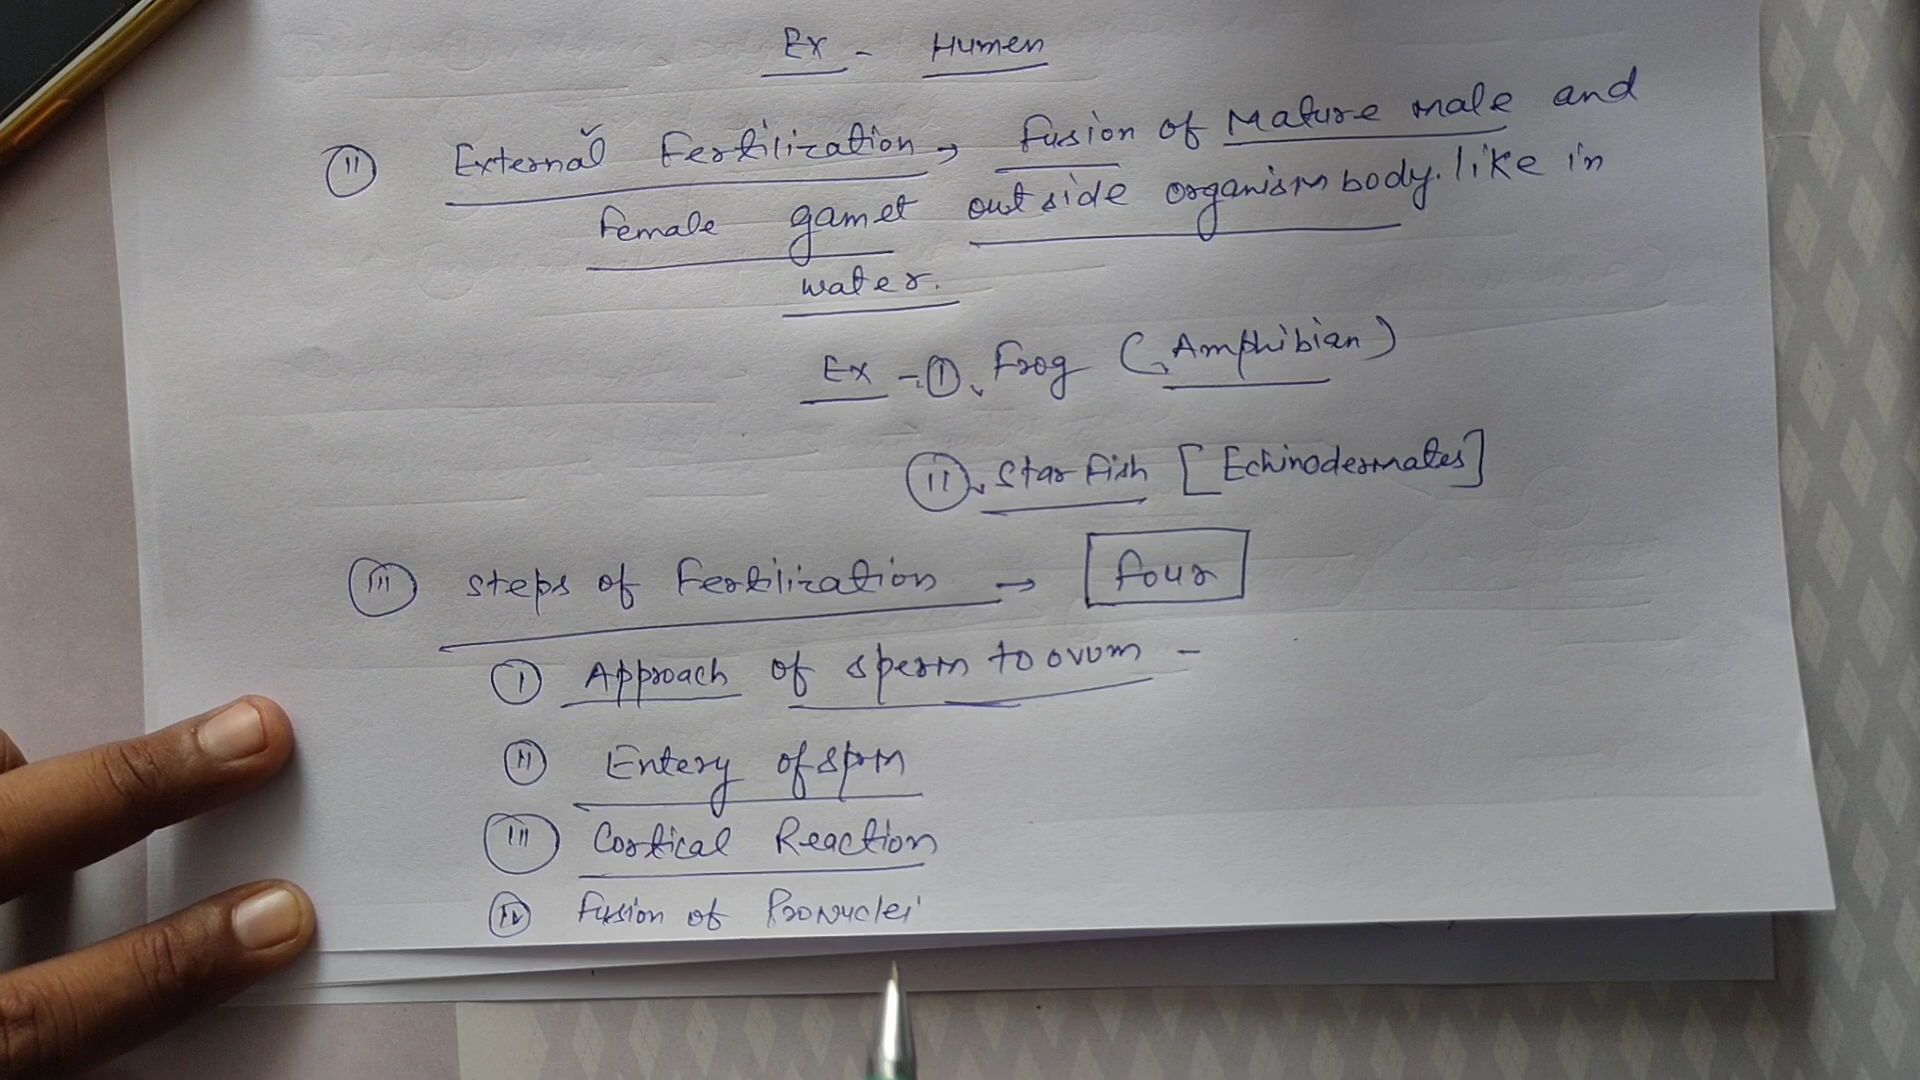 Ex - Humen
(ii) External Fertilization → fusion of Mature male and
female gamet out side organism body. like in
water.
Ex - (i), Frog (Amphibian)
(ii), Star fish [Echinodermates]
(iii) Steps of Fertilization → four
(i) Approach of sperm to ovum -
(ii) Entery of sprm
(iii) Cortical Reaction
(iv) fusion of Pronuclei